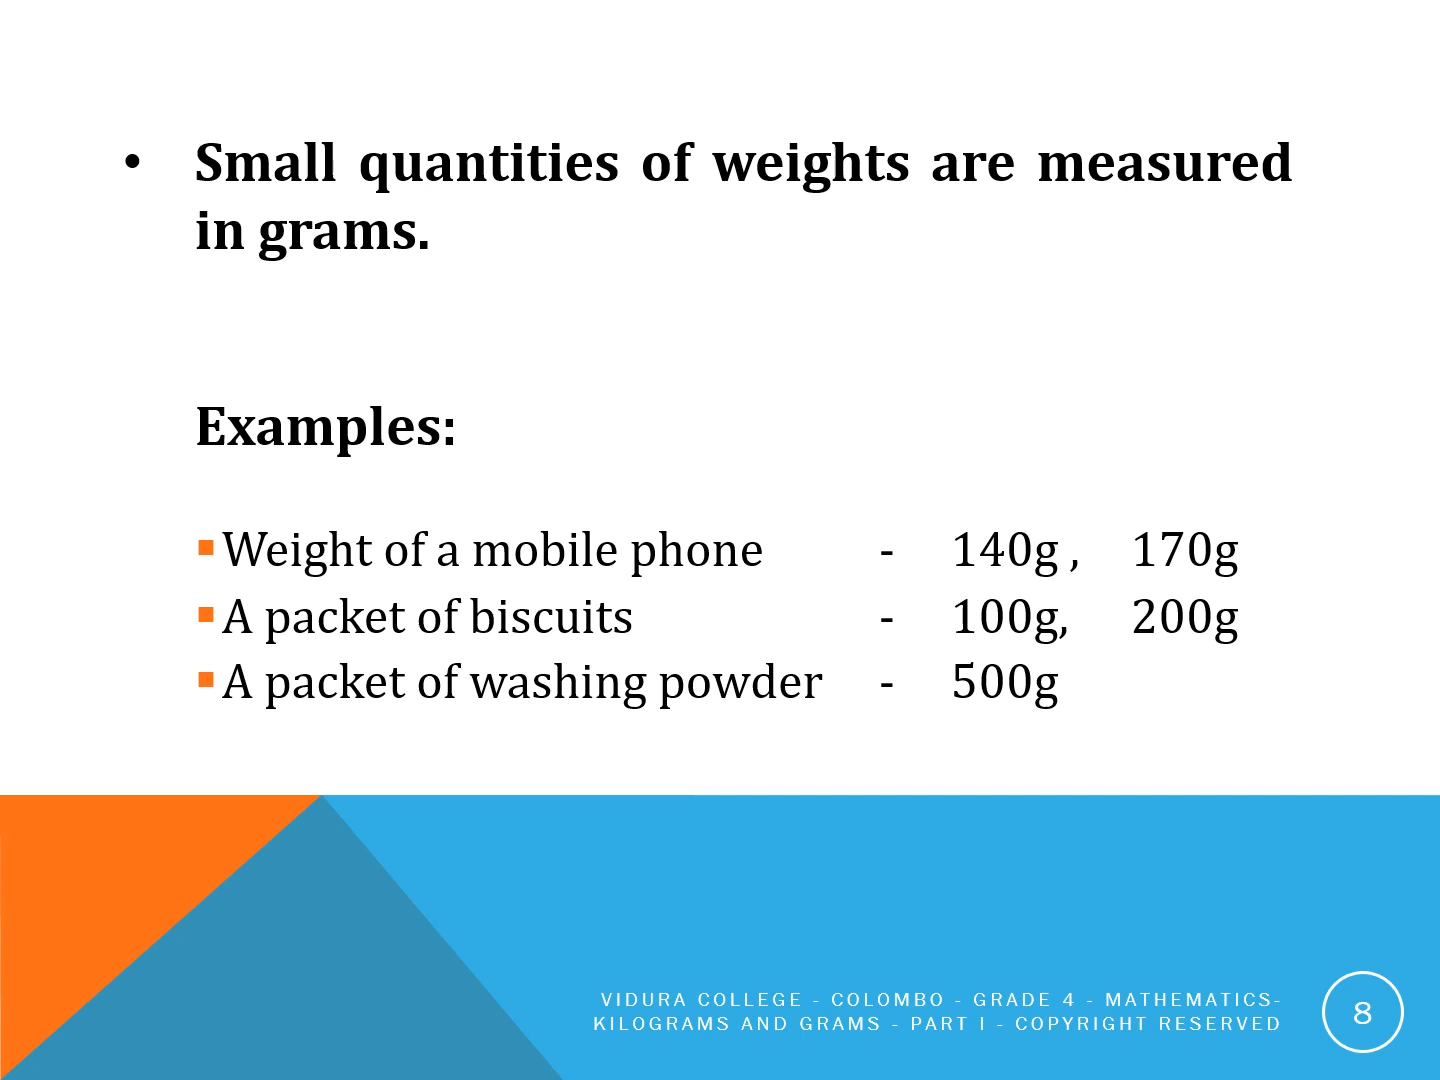 • Small quantities of weights are measured
in grams.
Examples:
▪ Weight of a mobile phone - 140g , 170g
▪ A packet of biscuits - 100g, 200g
▪ A packet of washing powder - 500g
VIDURA COLLEGE - COLOMBO - GRADE 4 - MATHEMATICS-
KILOGRAMS AND GRAMS - PART I - COPYRIGHT RESERVED
8